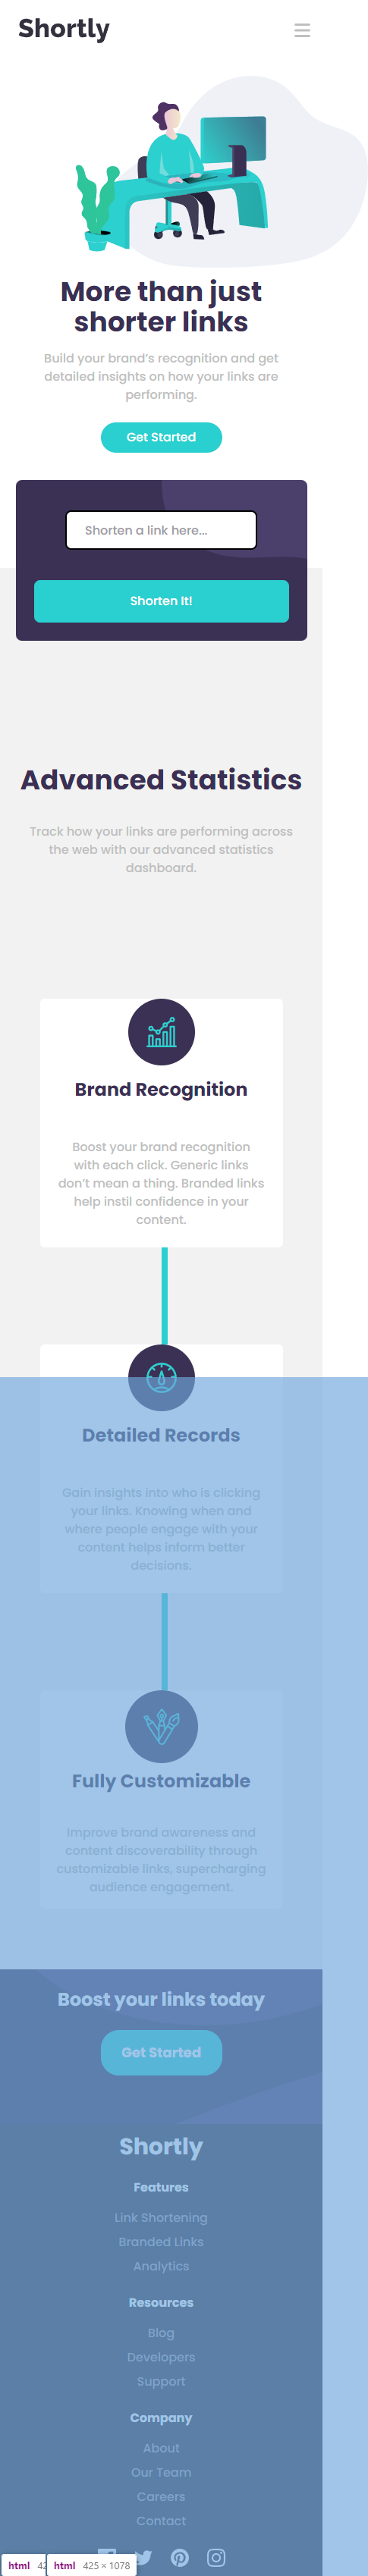 Shortly
More than just
shorter links
Build your brand's recognition and get
detailed insights on how your links are
performing.
Get Started
Shorten a link here...
Shorten It!
Advanced Statistics
Track how your links are performing across
the web with our advanced statistics
dashboard.
Brand Recognition
Boost your brand recognition
with each click. Generic links
don't mean a thing. Branded links
help instil confidence in your
content.
Detailed Records
Gain insights into who is clicking
your links. Knowing when and
where people engage with your
content helps inform better
decisions.
Fully Customizable
Improve brand awareness and
content discoverability through
customizable links, supercharging
audience engagement.
Boost your links today
Get Started
Shortly
Features
Link Shortening
Branded Links
Analytics
Resources
Blog
Developers
Support
Company
About
Our Team
Careers
Contact
html 42 html 425 × 1078